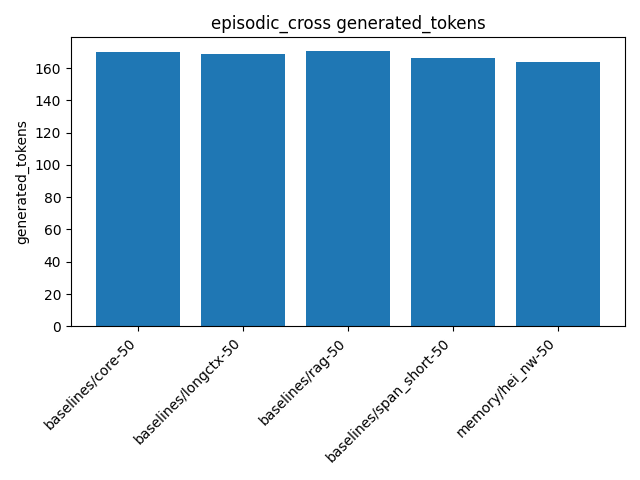 episodic_cross generated_tokens
generated_tokens
160
140
120
100
80
60
40
20
0
baselines/core-50
baselines/longctx-50
baselines/rag-50
baselines/span_short-50
memory/hei_nw-50